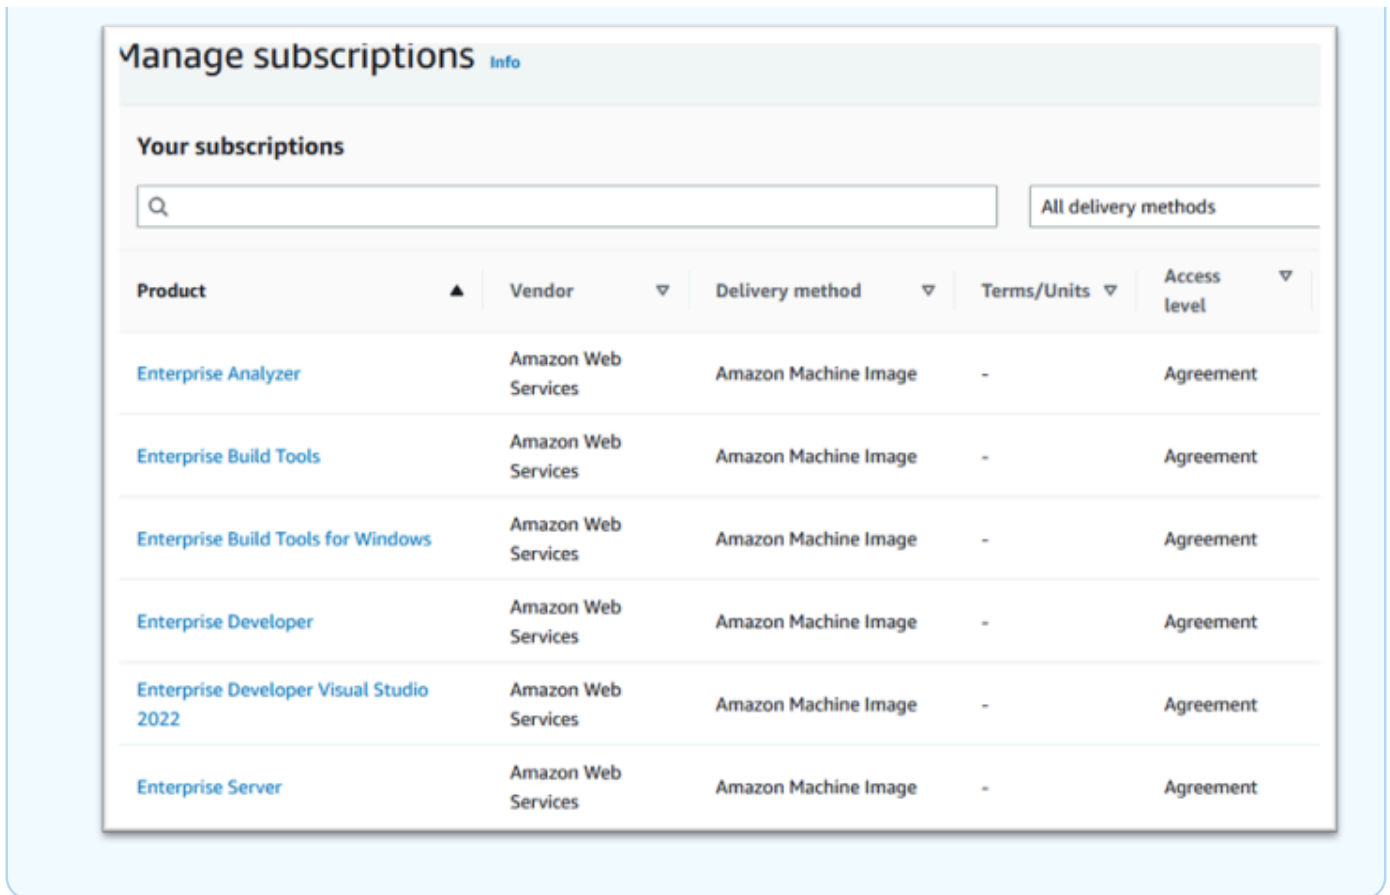 Manage subscriptions Info
Your subscriptions
All delivery methods
Product Vendor Delivery method Terms/Units Access level
Enterprise Analyzer Amazon Web Services Amazon Machine Image - Agreement
Enterprise Build Tools Amazon Web Services Amazon Machine Image - Agreement
Enterprise Build Tools for Windows Amazon Web Services Amazon Machine Image - Agreement
Enterprise Developer Amazon Web Services Amazon Machine Image - Agreement
Enterprise Developer Visual Studio 2022 Amazon Web Services Amazon Machine Image - Agreement
Enterprise Server Amazon Web Services Amazon Machine Image - Agreement